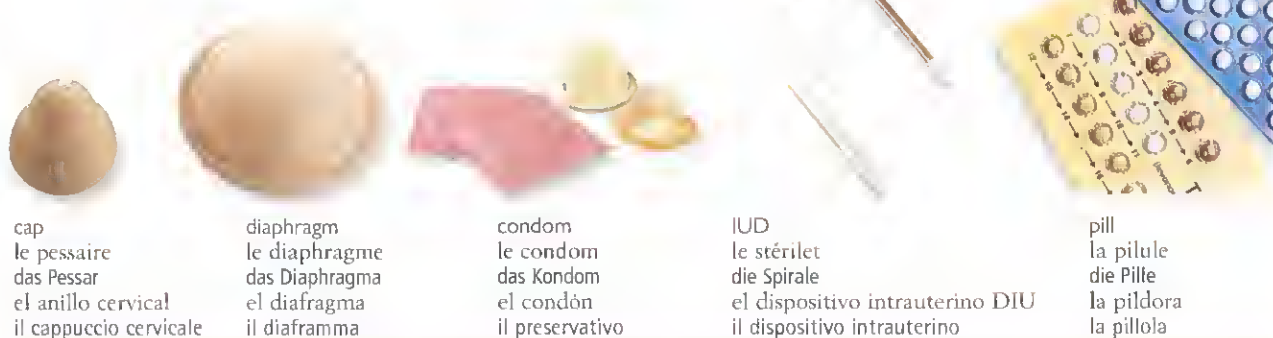 cap
le pessaire
das Pessar
el anillo cervical
il cappuccio cervicale
diaphragm
le diaphragme
das Diaphragma
el diafragma
il diaframma
condom
le condom
das Kondom
el condón
il preservativo
IUD
le stérilet
die Spirale
el dispositivo intrauterino DIU
il dispositivo intrauterino
pill
la pilule
die Pille
la píldora
la pillola